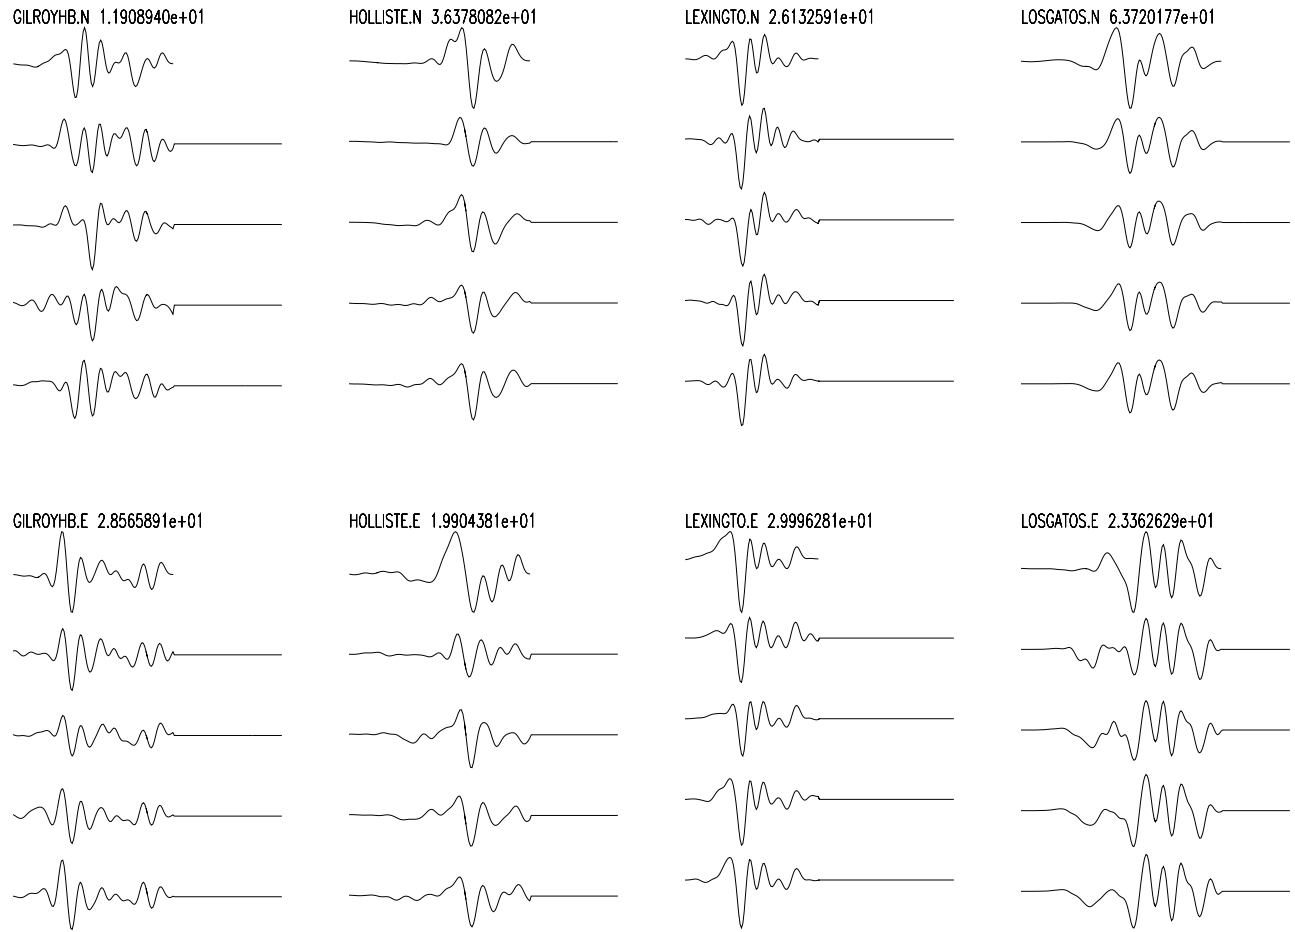 GILROYHB.N 1.1908940e+01
HOLLISTE.N 3.6378082e+01
LEXINGTO.N 2.6132591e+01
LOSGATOS.N 6.3720177e+01
GILROYHB.E 2.8565891e+01
HOLLISTE.E 1.9904381e+01
LEXINGTO.E 2.9996281e+01
LOSGATOS.E 2.3362629e+01